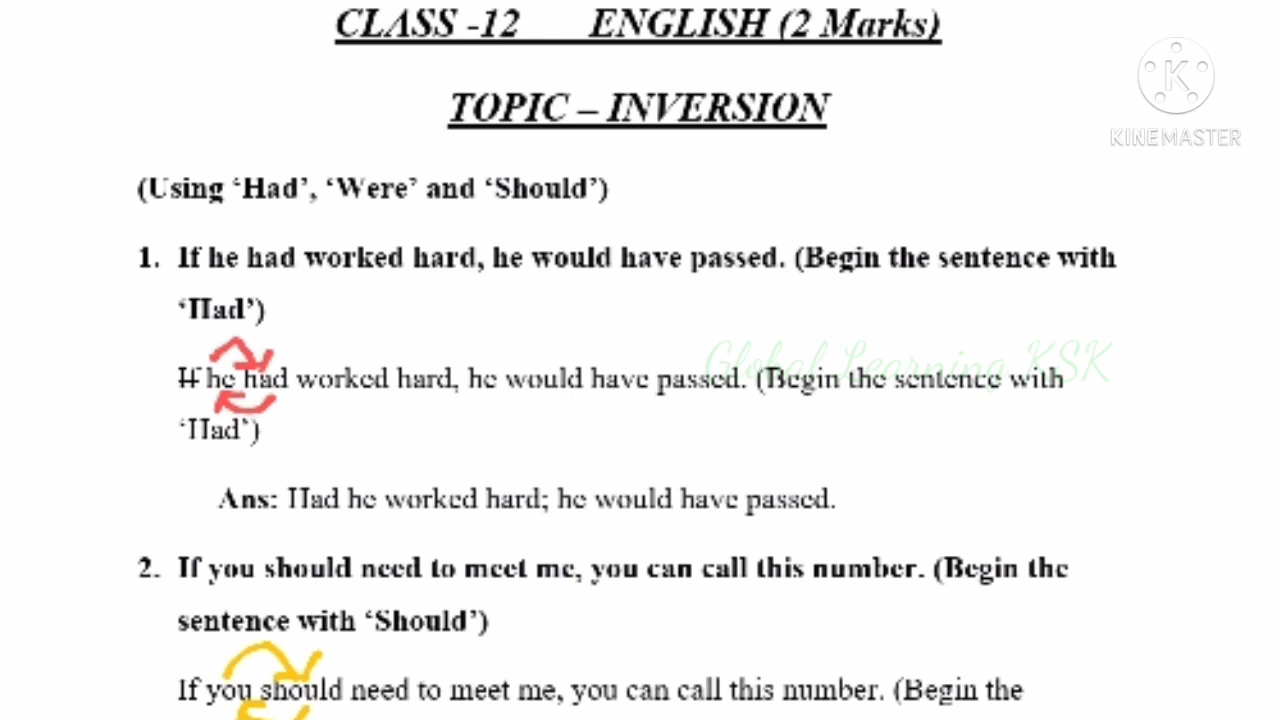 CLASS -12 ENGLISH (2 Marks)
K
KINEMASTER
TOPIC – INVERSION
(Using ‘Had’, ‘Were’ and ‘Should’)
1. If he had worked hard, he would have passed. (Begin the sentence with
‘Had’)
Global Learning KSK
If he had worked hard, he would have passed. (Begin the sentence with
‘Had’)
Ans: Had he worked hard; he would have passed.
2. If you should need to meet me, you can call this number. (Begin the
sentence with ‘Should’)
If you should need to meet me, you can call this number. (Begin the